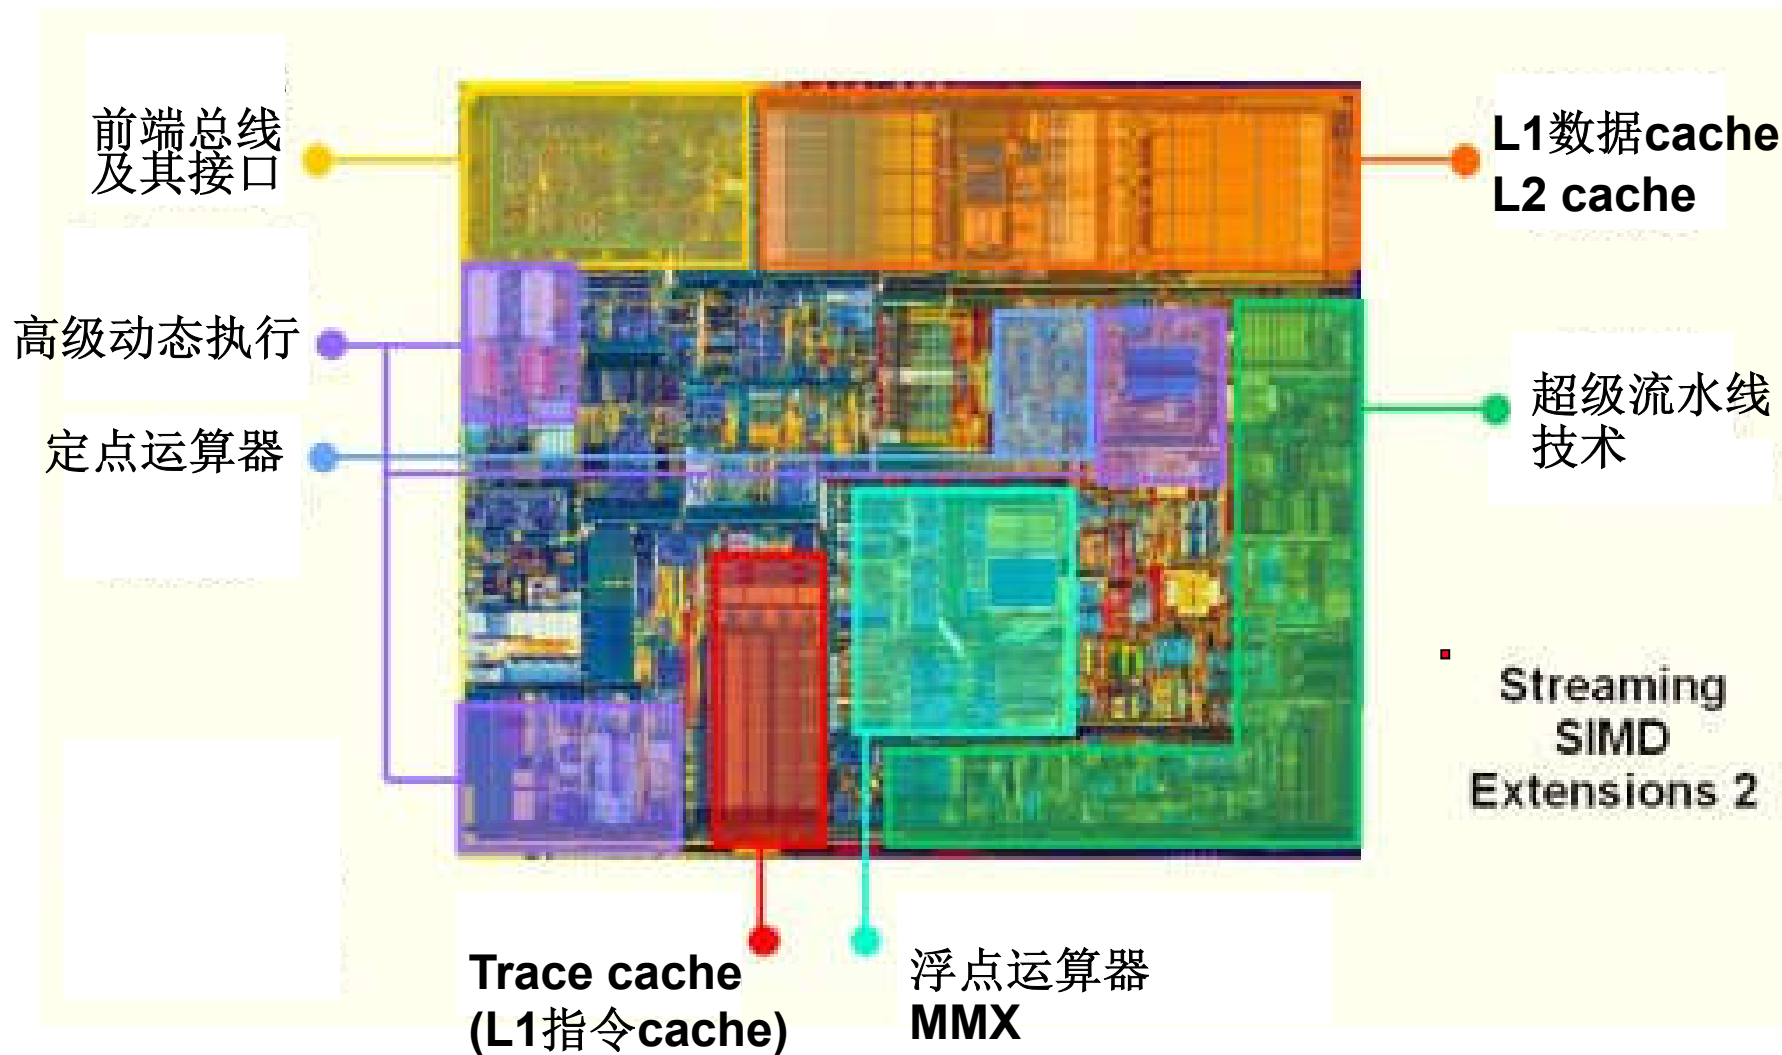 前端总线
及其接口
L1数据cache
L2 cache
高级动态执行
定点运算器
超级流水线
技术
Streaming
SIMD
Extensions 2
Trace cache
(L1指令cache)
浮点运算器
MMX